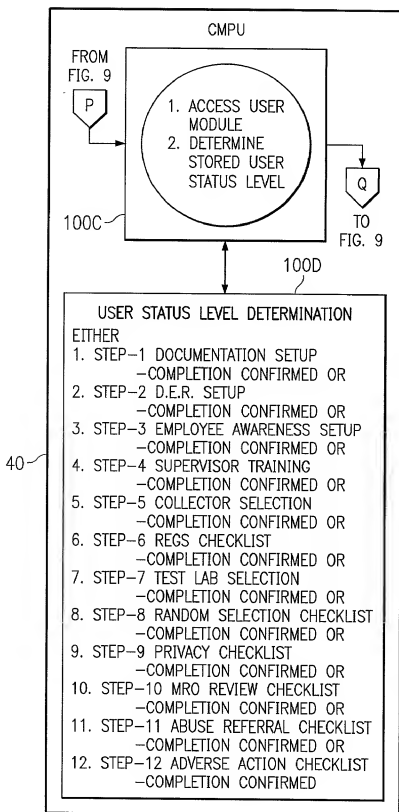 CMPU
FROM
FIG. 9
P
1. ACCESS USER
MODULE
2. DETERMINE
STORED USER
STATUS LEVEL
Q
TO
FIG. 9
100C
100D
USER STATUS LEVEL DETERMINATION
EITHER
1. STEP-1 DOCUMENTATION SETUP
-COMPLETION CONFIRMED OR
2. STEP-2 D.E.R. SETUP
-COMPLETION CONFIRMED OR
3. STEP-3 EMPLOYEE AWARENESS SETUP
-COMPLETION CONFIRMED OR
4. STEP-4 SUPERVISOR TRAINING
-COMPLETION CONFIRMED OR
5. STEP-5 COLLECTOR SELECTION
-COMPLETION CONFIRMED OR
6. STEP-6 REGS CHECKLIST
-COMPLETION CONFIRMED OR
7. STEP-7 TEST LAB SELECTION
-COMPLETION CONFIRMED OR
8. STEP-8 RANDOM SELECTION CHECKLIST
-COMPLETION CONFIRMED OR
9. STEP-9 PRIVACY CHECKLIST
-COMPLETION CONFIRMED OR
10. STEP-10 MRO REVIEW CHECKLIST
-COMPLETION CONFIRMED OR
11. STEP-11 ABUSE REFERRAL CHECKLIST
-COMPLETION CONFIRMED OR
12. STEP-12 ADVERSE ACTION CHECKLIST
-COMPLETION CONFIRMED
40